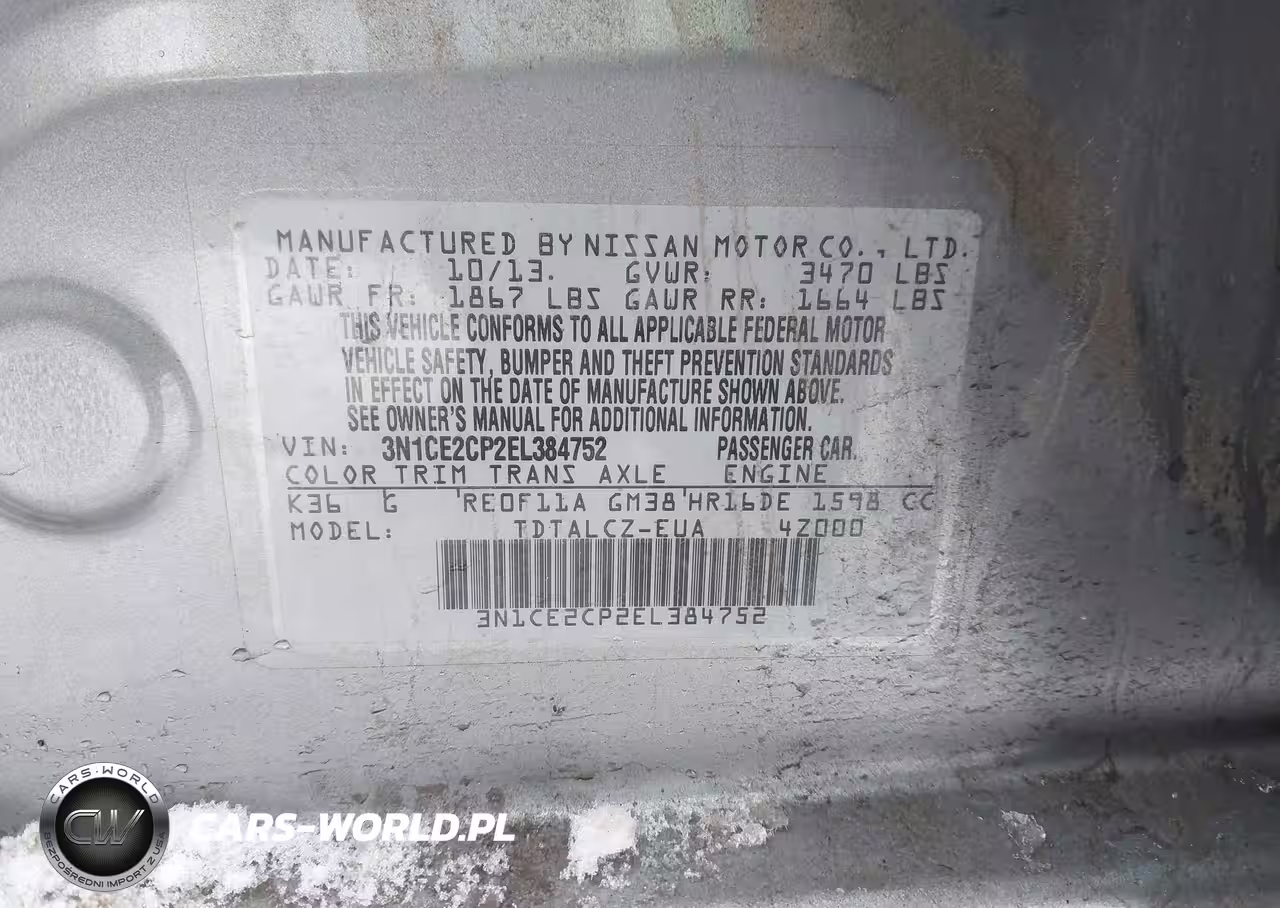 MANUFACTURED BY NISSAN MOTOR CO., LTD.
DATE: 10/13. GVWR: 3470 LBS
GAWR FR: 1867 LBS GAWR RR: 1664 LBS
THIS VEHICLE CONFORMS TO ALL APPLICABLE FEDERAL MOTOR
VEHICLE SAFETY, BUMPER AND THEFT PREVENTION STANDARDS
IN EFFECT ON THE DATE OF MANUFACTURE SHOWN ABOVE.
SEE OWNER'S MANUAL FOR ADDITIONAL INFORMATION.
VIN: 3N1CE2CP2EL384752 PASSENGER CAR.
COLOR TRIM TRANS AXLE ENGINE
K36 G RE0F11A GM38 HR16DE 1598 CC
MODEL: TDTALCZ-EUA 4Z000
3N1CE2CP2EL384752
CARS-WORLD
CW
BEZPOŚREDNI IMPORT Z USA
CARS-WORLD.PL